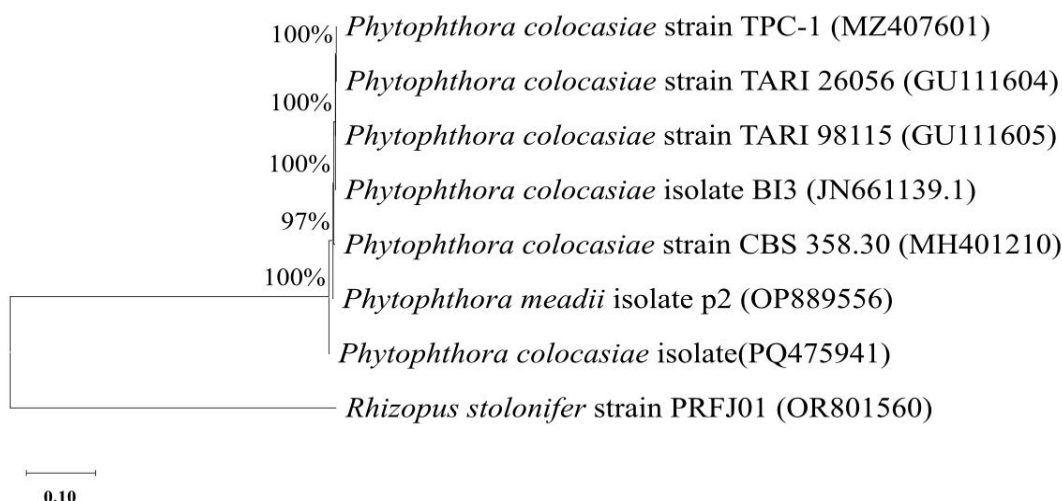 100% Phytophthora colocasiae strain TPC-1 (MZ407601)
Phytophthora colocasiae strain TARI 26056 (GU111604)
100%
Phytophthora colocasiae strain TARI 98115 (GU111605)
100%
Phytophthora colocasiae isolate BI3 (JN661139.1)
97%
Phytophthora colocasiae strain CBS 358.30 (MH401210)
100%
Phytophthora meadii isolate p2 (OP889556)
Phytophthora colocasiae isolate(PQ475941)
Rhizopus stolonifer strain PRFJ01 (OR801560)
0.10